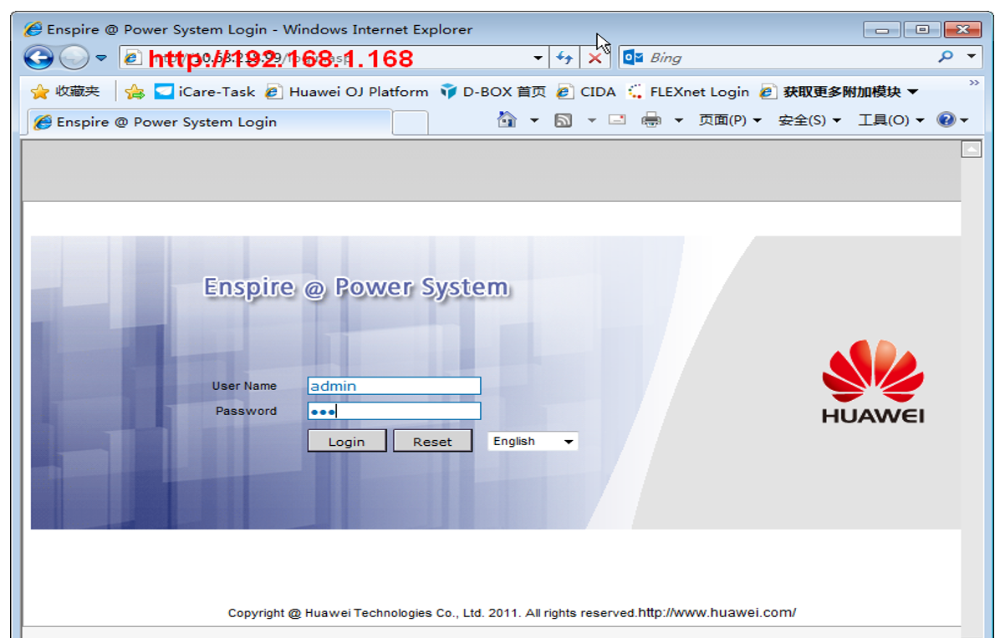 Enspire @ Power System Login - Windows Internet Explorer
http://192.168.1.168
Bing
收藏夹 iCare-Task Huawei OJ Platform D-BOX 首页 CIDA FLEXnet Login 获取更多附加模块
Enspire @ Power System Login 页面(P) 安全(S) 工具(O)
Enspire @ Power System
User Name admin
Password
Login Reset English
HUAWEI
Copyright @ Huawei Technologies Co., Ltd. 2011. All rights reserved.http://www.huawei.com/